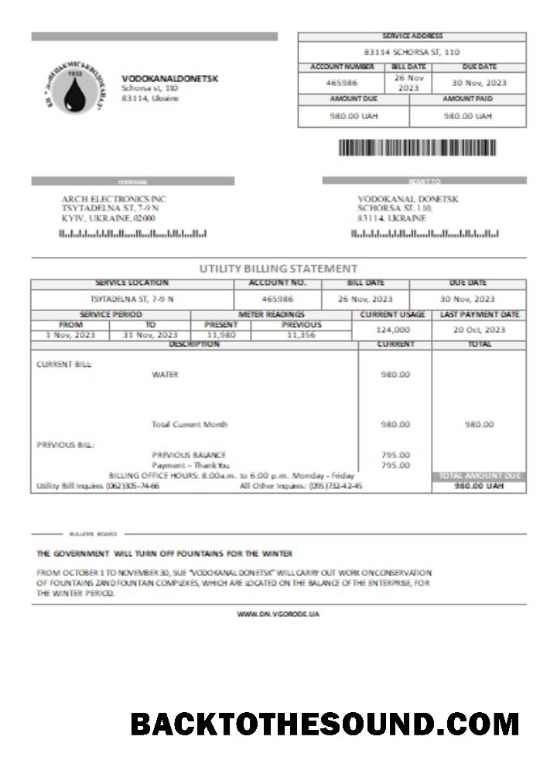 SERVICE ADDRESS
83114 SCHORSA ST, 110
ACCOUNT NUMBER BILL DATE DUE DATE
465986 26 Nov 2023 30 Nov, 2023
AMOUNT DUE AMOUNT PAID
980.00 UAH 980.00 UAH
1932
VODOKANALDONETSK
Schorsa st, 110
83114, Ukraine
REMIT TO
ARCH ELECTRONICS INC
TSYTADELNA ST, 7-9 N
KYIV, UKRAINE, 02000
VODOKANAL DONETSK
SCHORSA ST. 110,
83114, UKRAINE
UTILITY BILLING STATEMENT
SERVICE LOCATION ACCOUNT NO. BILL DATE DUE DATE
TSYTADELNA ST, 7-9 N 465986 26 Nov, 2023 30 Nov, 2023
SERVICE PERIOD METER READINGS CURRENT USAGE LAST PAYMENT DATE
FROM TO PRESENT PREVIOUS
124,000 20 Oct, 2023
1 Nov, 2023 31 Nov, 2023 11,980 11,356
DESCRIPTION CURRENT TOTAL
CURRENT BILL:
WATER 980.00
Total Current Month 980.00 980.00
PREVIOUS BILL:
PREVIOUS BALANCE 795.00
Payment – Thank You 795.00
BILLING OFFICE HOURS: 8:00a.m. to 6:00 p.m. Monday - Friday TOTAL AMOUNT DUE
Utility Bill Inquires (062)305-74-66 All Other Inquires: (095)732-42-45 980.00 UAH
BULLETIN BOARD
THE GOVERNMENT WILL TURN OFF FOUNTAINS FOR THE WINTER
FROM OCTOBER 1 TO NOVEMBER 30, SUE "VODOKANAL DONETSK" WILL CARRY OUT WORK ON CONSERVATION
OF FOUNTAINS 2AND FOUNTAIN COMPLEXES, WHICH ARE LOCATED ON THE BALANCE OF THE ENTERPRISE, FOR
THE WINTER PERIOD.
WWW.DN.VGORODE.UA
BACKTOTHESOUND.COM